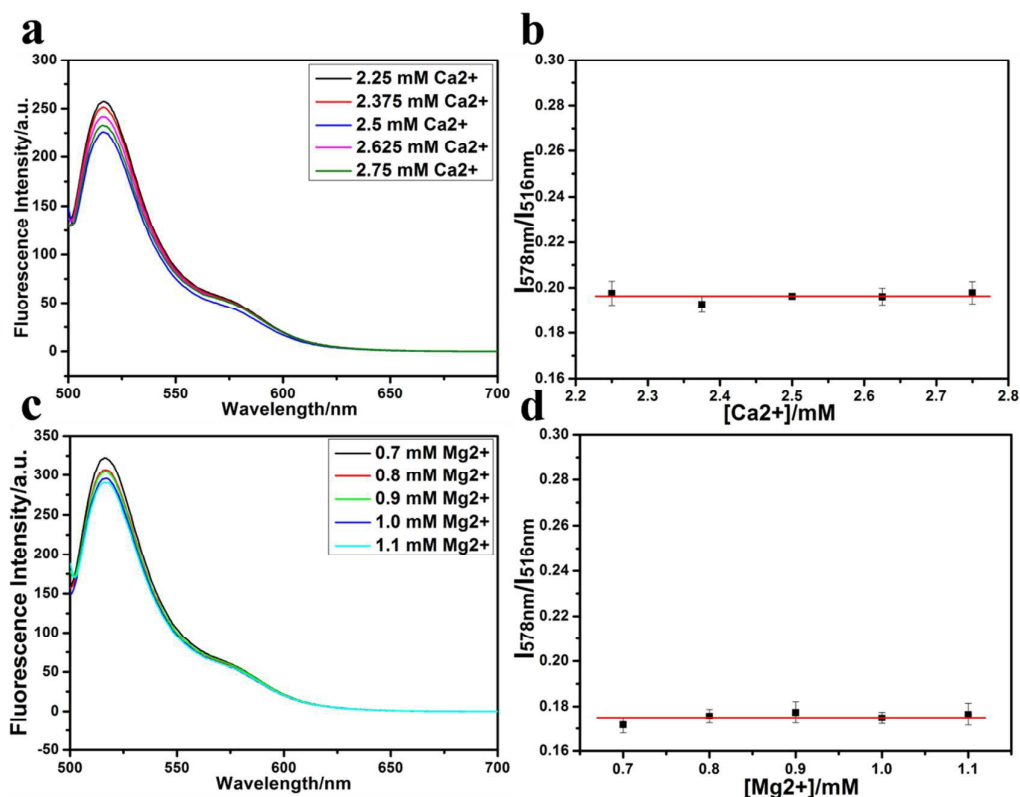 a
300
250
200
150
100
50
0
Fluorescence Intensity/a.u.
2.25 mM Ca2+
2.375 mM Ca2+
2.5 mM Ca2+
2.625 mM Ca2+
2.75 mM Ca2+
500 550 600 650 700
Wavelength/nm
b
0.30
0.28
0.26
0.24
0.22
0.20
0.18
0.16
I578nm/I516nm
2.2 2.3 2.4 2.5 2.6 2.7 2.8
[Ca2+]/mM
c
350
300
250
200
150
100
50
0
-50
Fluorescence Intensity/a.u.
0.7 mM Mg2+
0.8 mM Mg2+
0.9 mM Mg2+
1.0 mM Mg2+
1.1 mM Mg2+
500 550 600 650 700
Wavelength/nm
d
0.30
0.28
0.26
0.24
0.22
0.20
0.18
0.16
I578nm/I516nm
0.7 0.8 0.9 1.0 1.1
[Mg2+]/mM